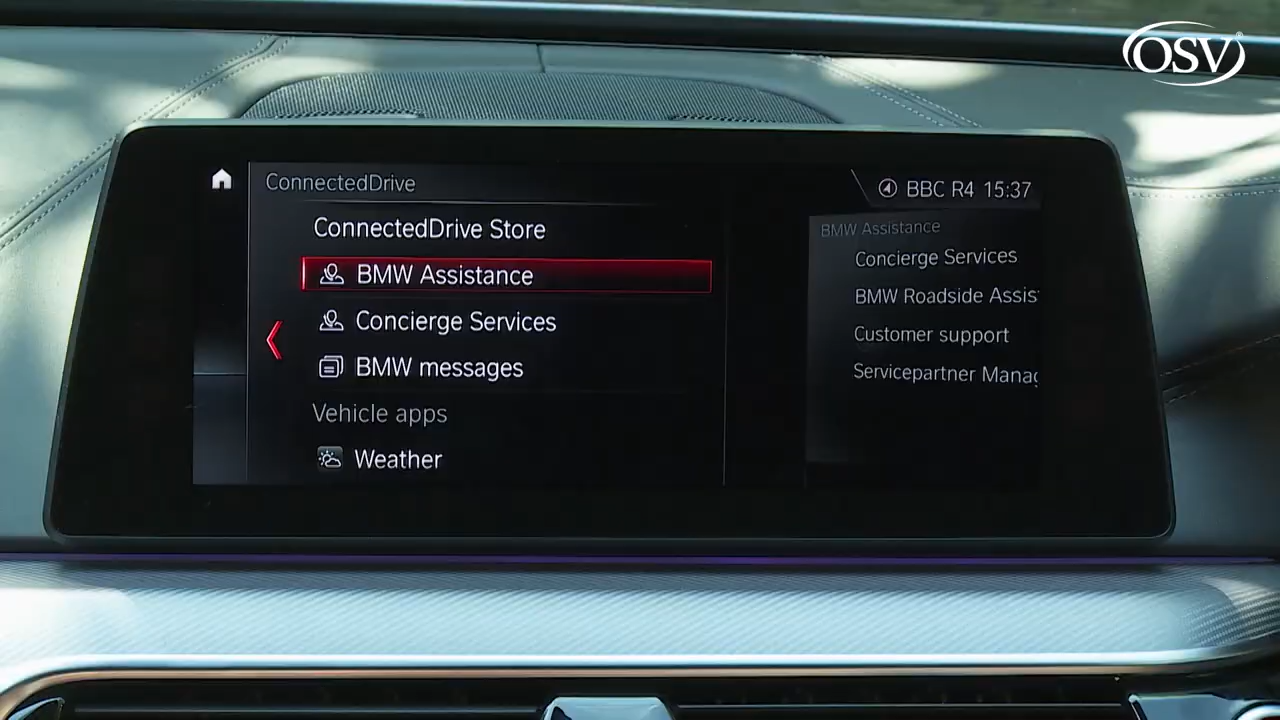 OSV
ConnectedDrive
BBC R4 15:37
ConnectedDrive Store
BMW Assistance
Concierge Services
BMW messages
Vehicle apps
Weather
BMW Assistance
Concierge Services
BMW Roadside Assis
Customer support
Servicepartner Manag